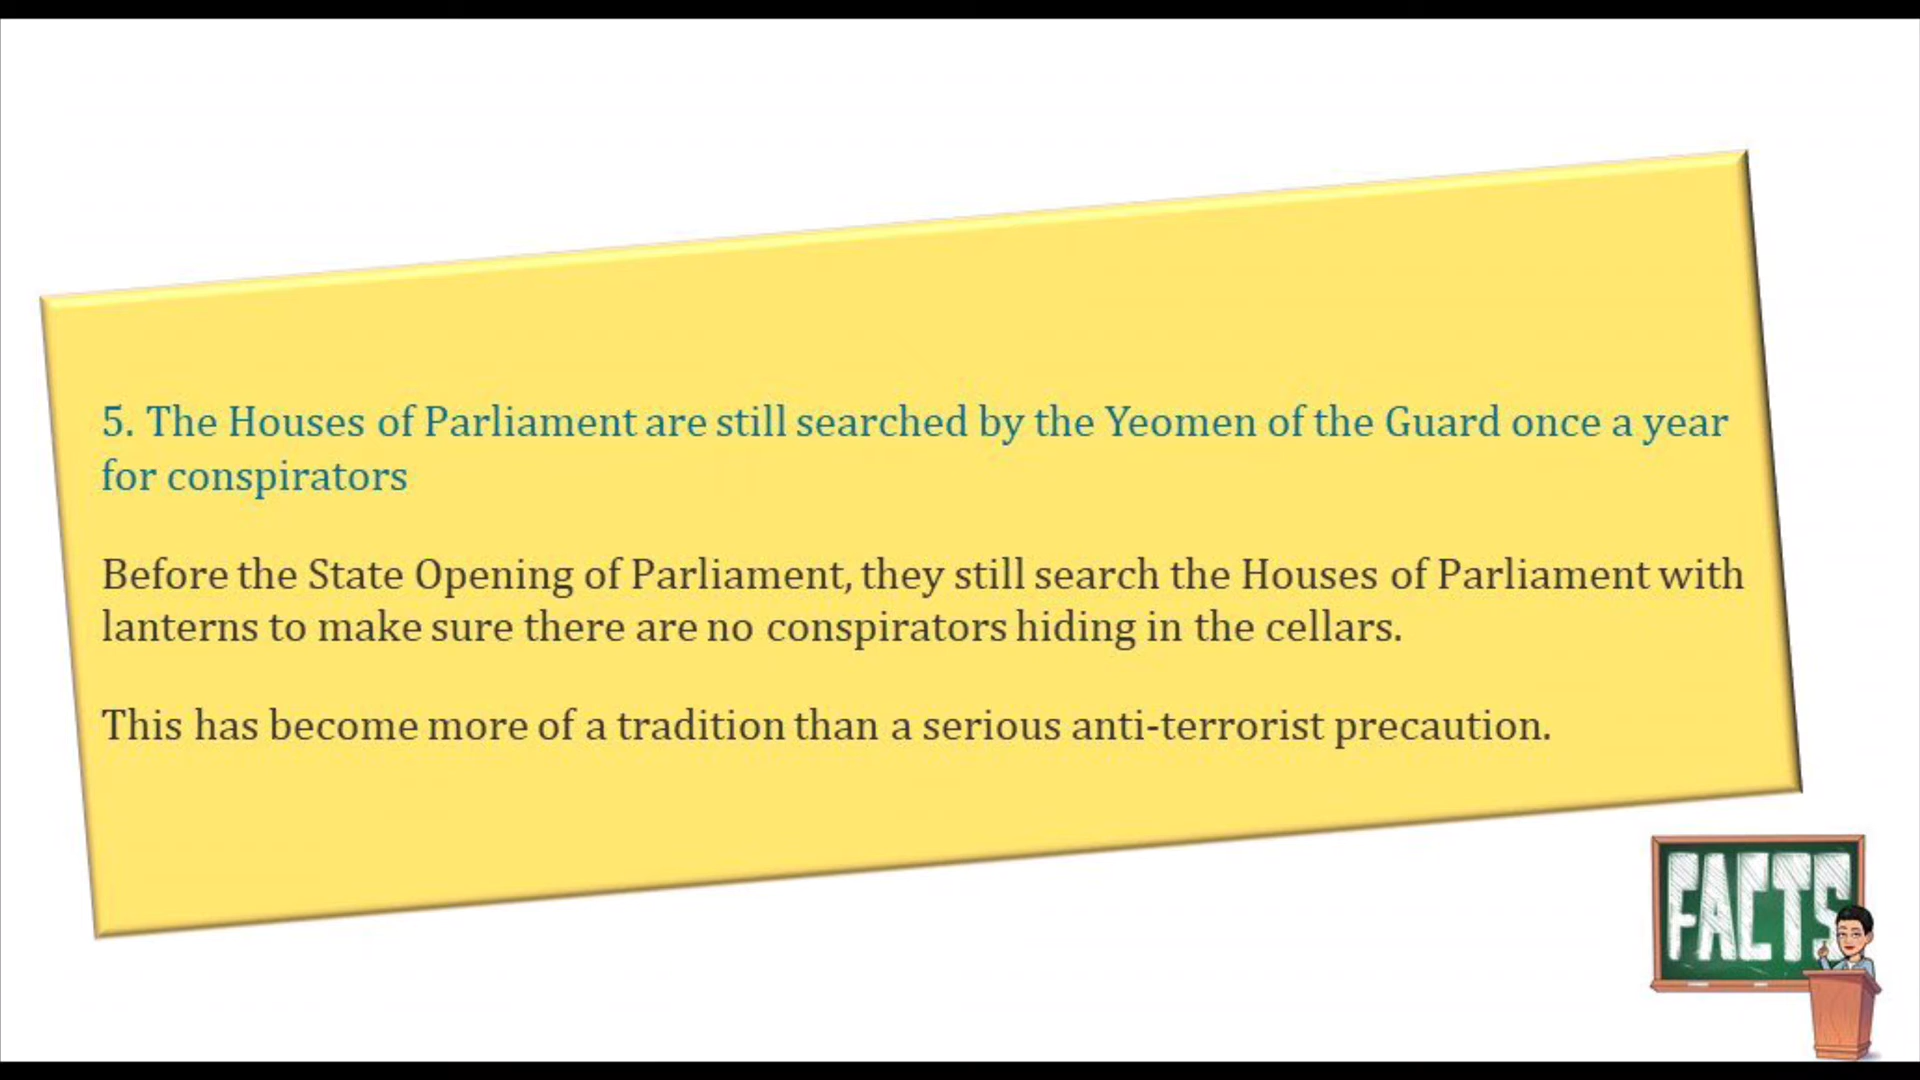 5. The Houses of Parliament are still searched by the Yeomen of the Guard once a year
for conspirators
Before the State Opening of Parliament, they still search the Houses of Parliament with
lanterns to make sure there are no conspirators hiding in the cellars.
This has become more of a tradition than a serious anti-terrorist precaution.
FACTS